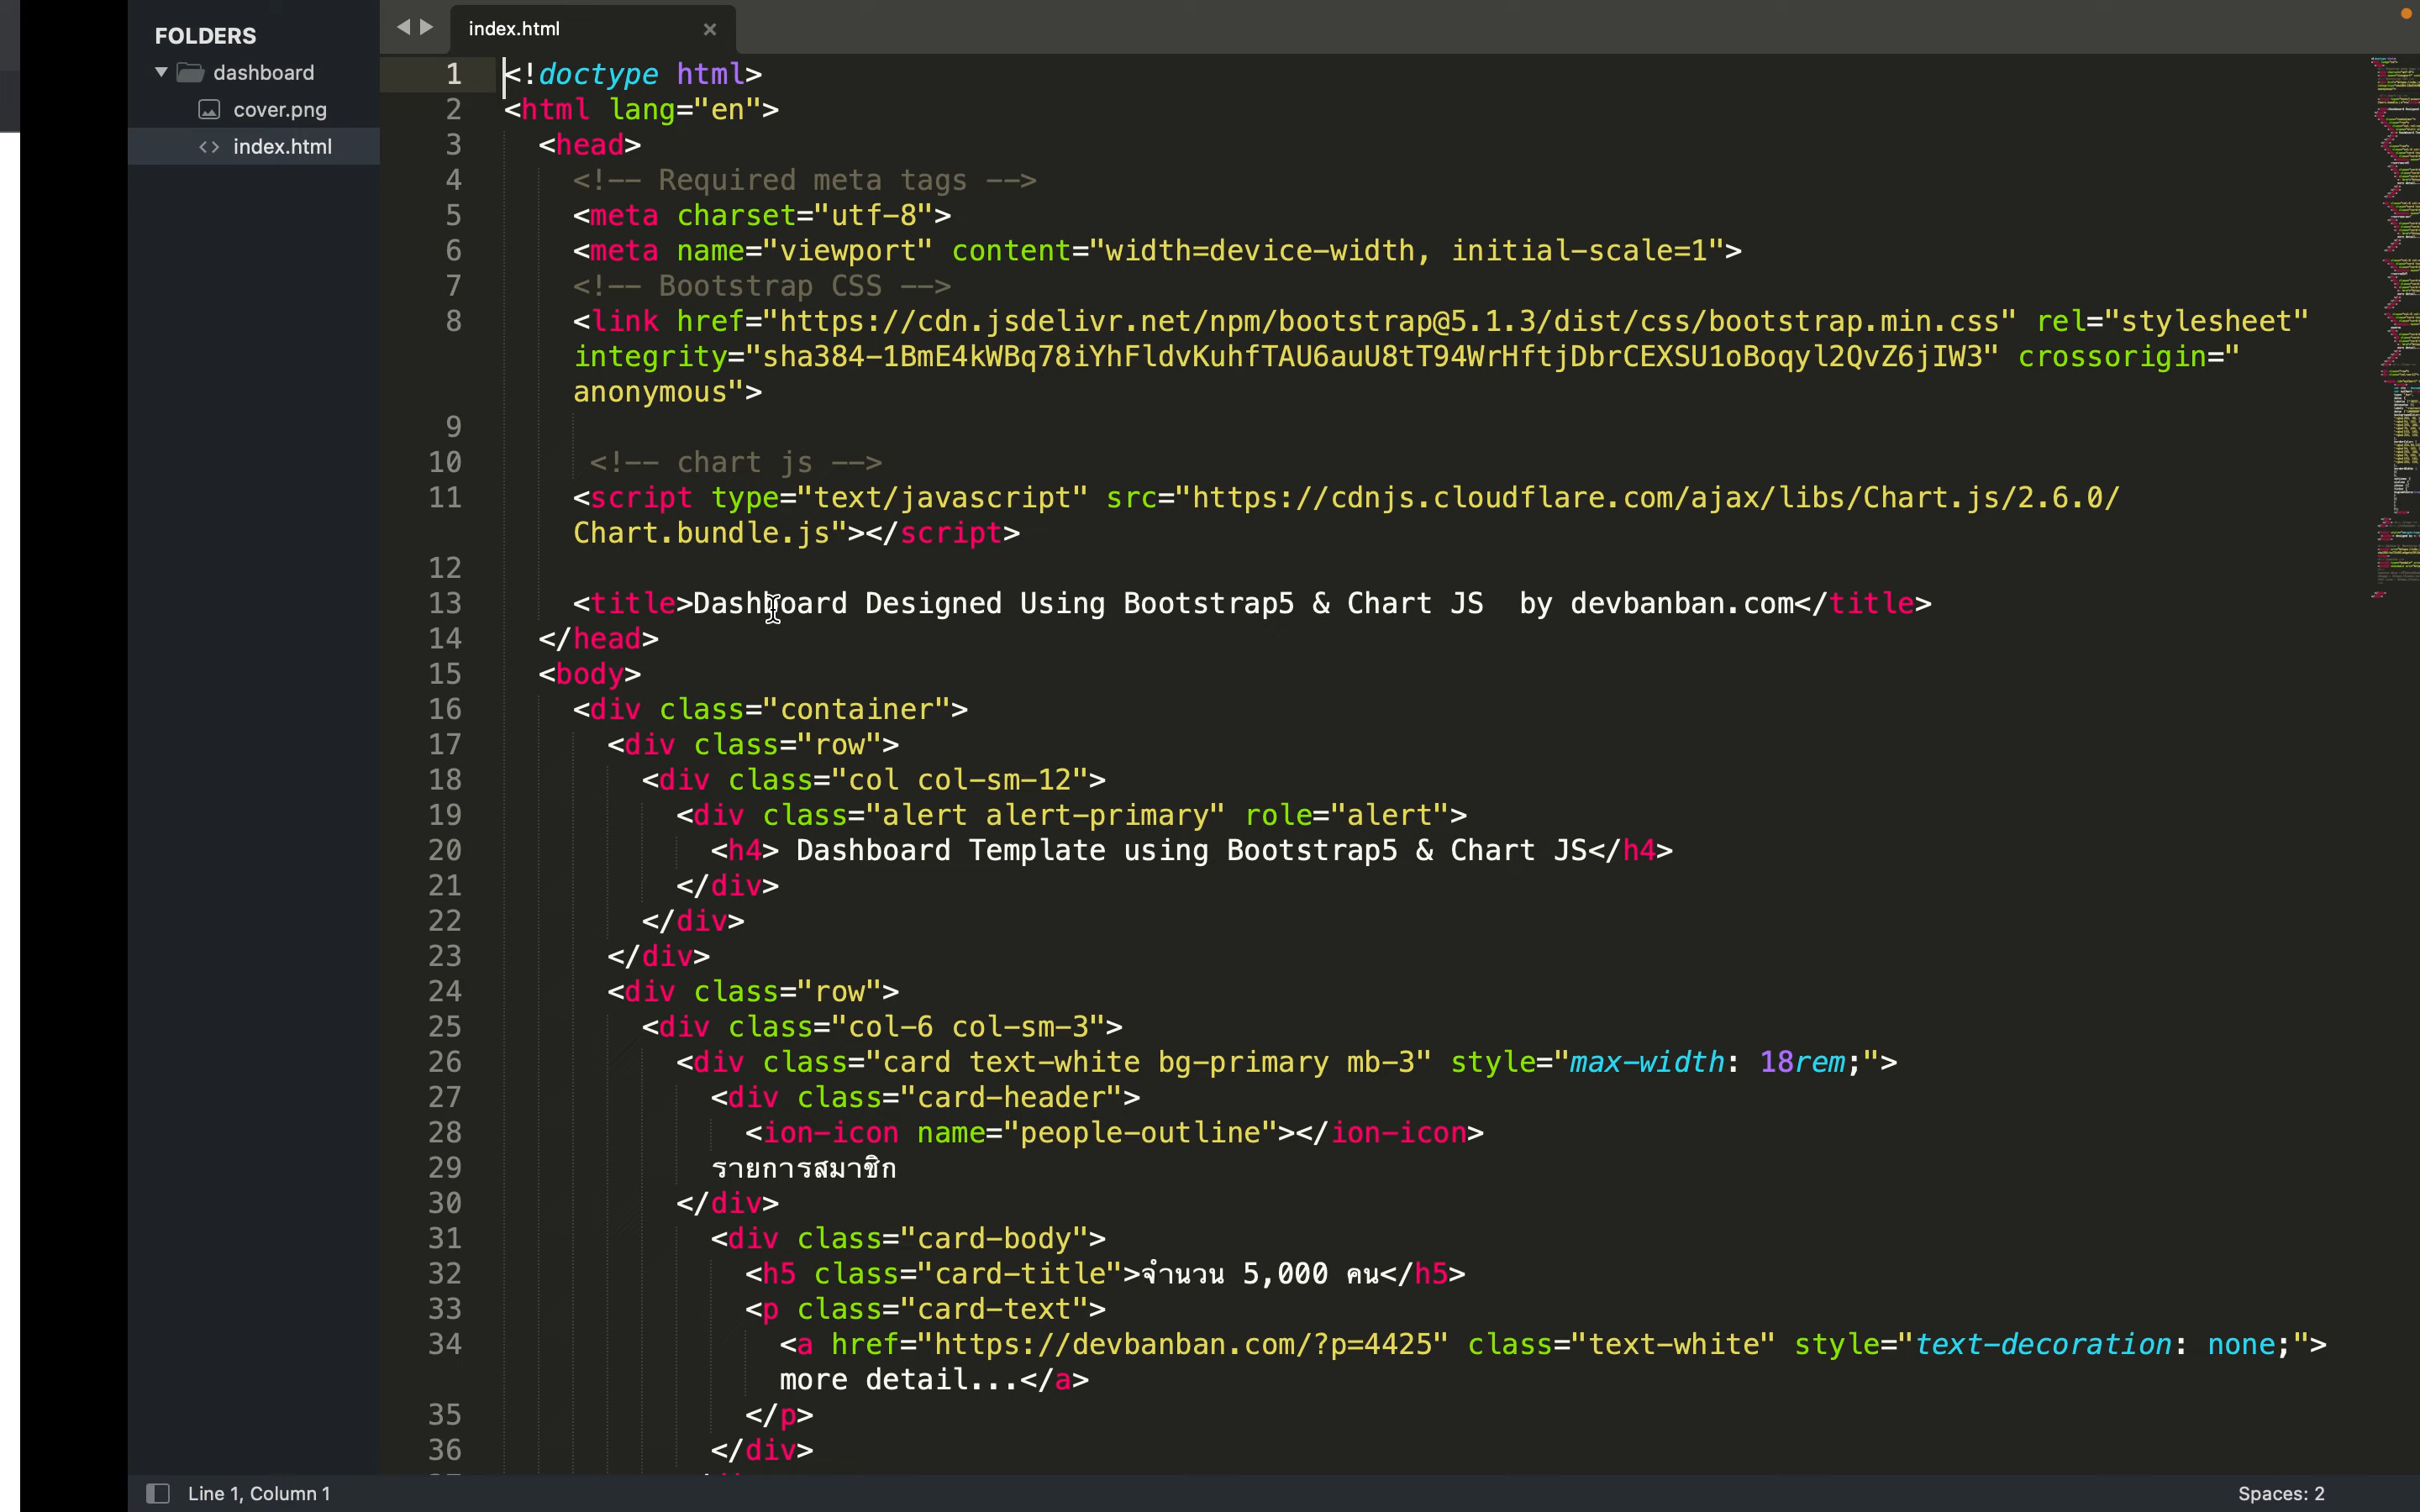 FOLDERS
dashboard
cover.png
index.html
index.html
1 <!doctype html>
2 <html lang="en">
3 <head>
4 <!-- Required meta tags -->
5 <meta charset="utf-8">
6 <meta name="viewport" content="width=device-width, initial-scale=1">
7 <!-- Bootstrap CSS -->
8 <link href="https://cdn.jsdelivr.net/npm/bootstrap@5.1.3/dist/css/bootstrap.min.css" rel="stylesheet"
integrity="sha384-1BmE4kWBq78iYhFldvKuhfTAU6auU8tT94WrHftjDbrCEXSU1oBoqyl2QvZ6jIW3" crossorigin="
anonymous">
9
10 <!-- chart js -->
11 <script type="text/javascript" src="https://cdnjs.cloudflare.com/ajax/libs/Chart.js/2.6.0/
Chart.bundle.js"></script>
12
13 <title>Dashboard Designed Using Bootstrap5 & Chart JS  by devbanban.com</title>
14 </head>
15 <body>
16 <div class="container">
17 <div class="row">
18 <div class="col col-sm-12">
19 <div class="alert alert-primary" role="alert">
20 <h4> Dashboard Template using Bootstrap5 & Chart JS</h4>
21 </div>
22 </div>
23 </div>
24 <div class="row">
25 <div class="col-6 col-sm-3">
26 <div class="card text-white bg-primary mb-3" style="max-width: 18rem;">
27 <div class="card-header">
28 <ion-icon name="people-outline"></ion-icon>
29 รายการสมาชิก
30 </div>
31 <div class="card-body">
32 <h5 class="card-title">จำนวน 5,000 คน</h5>
33 <p class="card-text">
34 <a href="https://devbanban.com/?p=4425" class="text-white" style="text-decoration: none;">
more detail...</a>
35 </p>
36 </div>
Line 1, Column 1
Spaces: 2